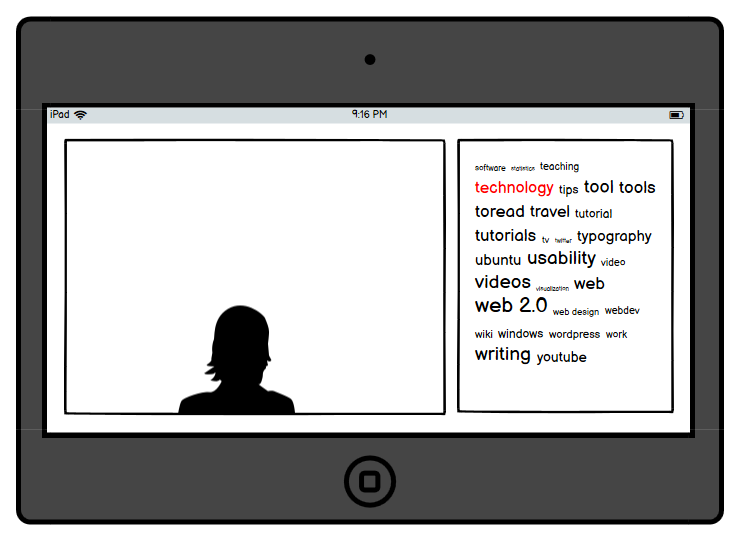 iPad 9:16 PM
software statistics teaching
technology tips tool tools
toread travel tutorial
tutorials tv twitter typography
ubuntu usability video
videos visualization web
web 2.0 web design webdev
wiki windows wordpress work
writing youtube